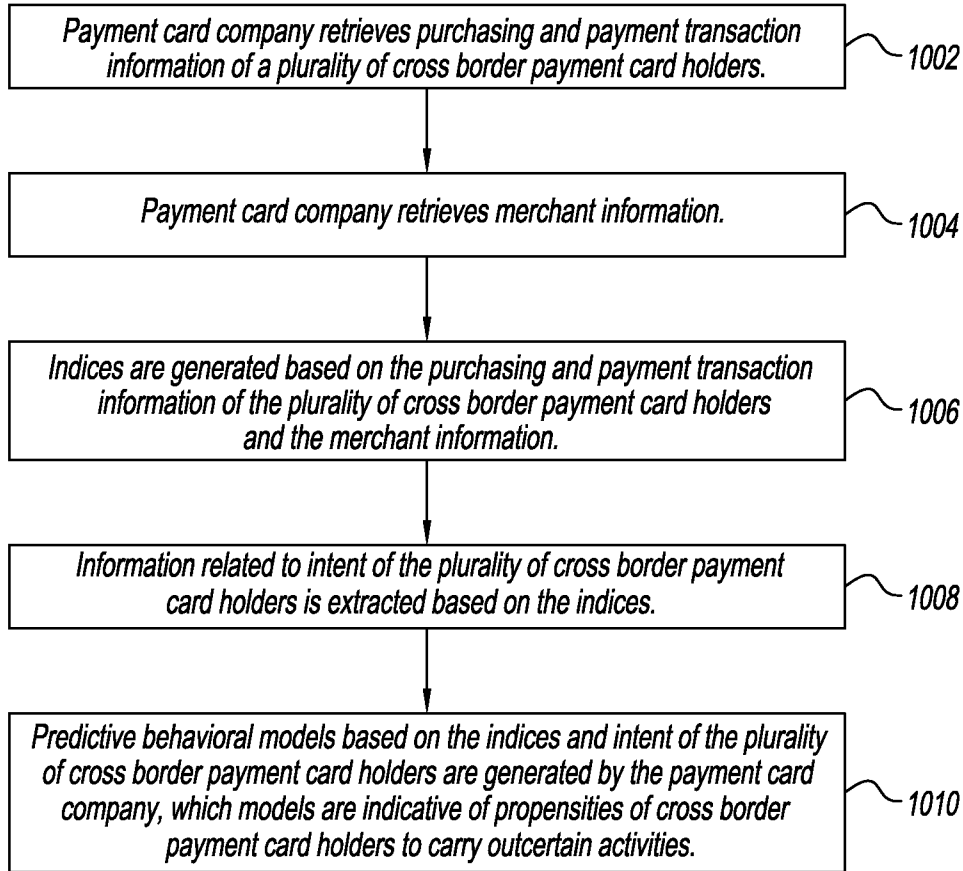 Payment card company retrieves purchasing and payment transaction
information of a plurality of cross border payment card holders.
1002
Payment card company retrieves merchant information.
1004
Indices are generated based on the purchasing and payment transaction
information of the plurality of cross border payment card holders
and the merchant information.
1006
Information related to intent of the plurality of cross border payment
card holders is extracted based on the indices.
1008
Predictive behavioral models based on the indices and intent of the plurality
of cross border payment card holders are generated by the payment card
company, which models are indicative of propensities of cross border
payment card holders to carry outcertain activities.
1010